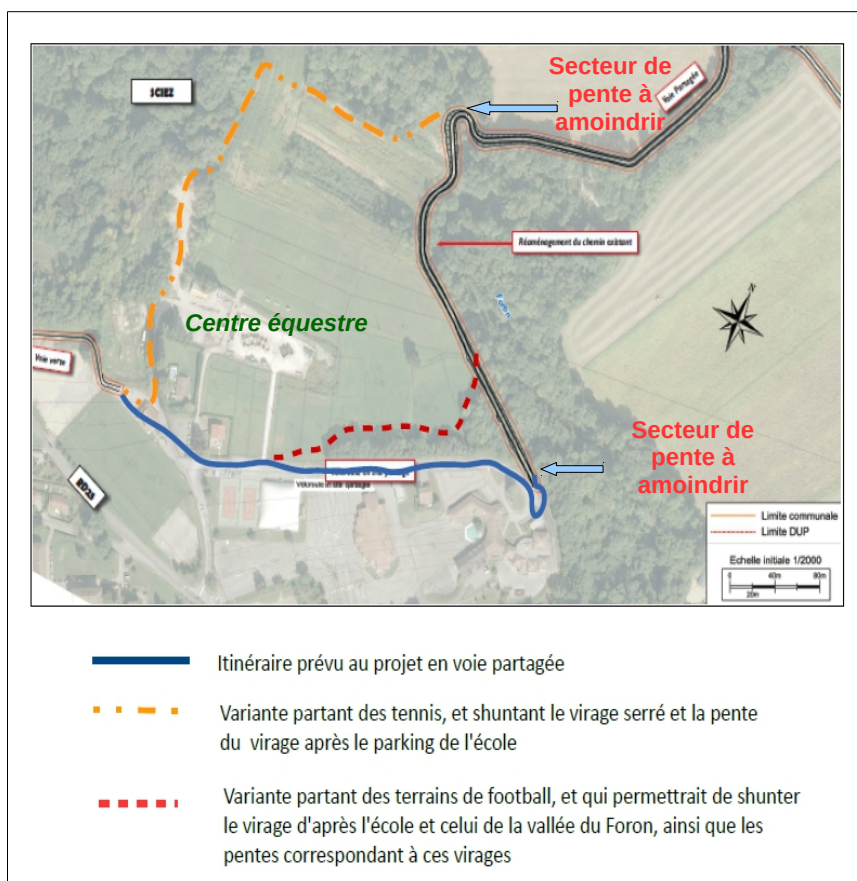 SCIEZ
Secteur de
pente à
amoindrir
Voie Partagée
Réaménagement du chemin existant
Foron
N
Centre équestre
Voie verte
RD25
Secteur de
pente à
amoindrir
Limite communale
Limite DUP
Echelle initiale 1/2000
0 40m 80m
20m
Itinéraire prévu au projet en voie partagée
Variante partant des tennis, et shuntant le virage serré et la pente
du virage après le parking de l'école
Variante partant des terrains de football, et qui permettrait de shunter
le virage d'après l'école et celui de la vallée du Foron, ainsi que les
pentes correspondant à ces virages